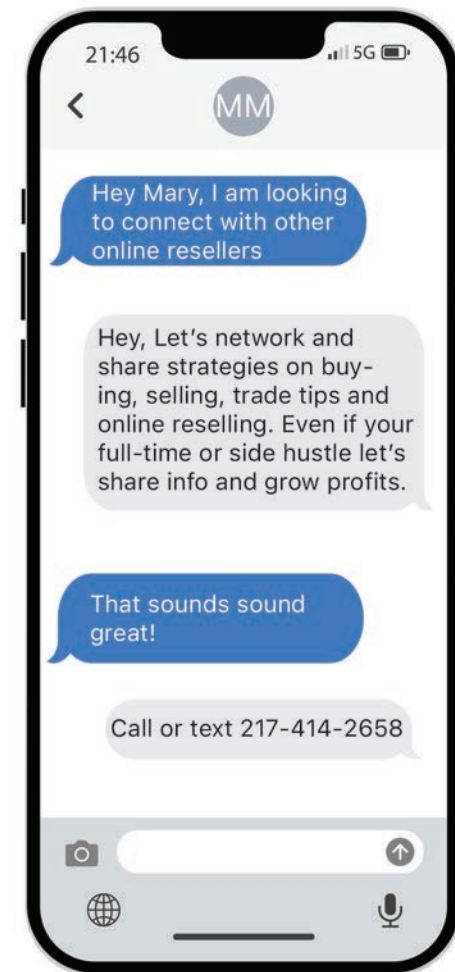 21:46
5G
MM
Hey Mary, I am looking
to connect with other
online resellers
Hey, Let's network and
share strategies on buy-
ing, selling, trade tips and
online reselling. Even if your
full-time or side hustle let's
share info and grow profits.
That sounds sound
great!
Call or text 217-414-2658